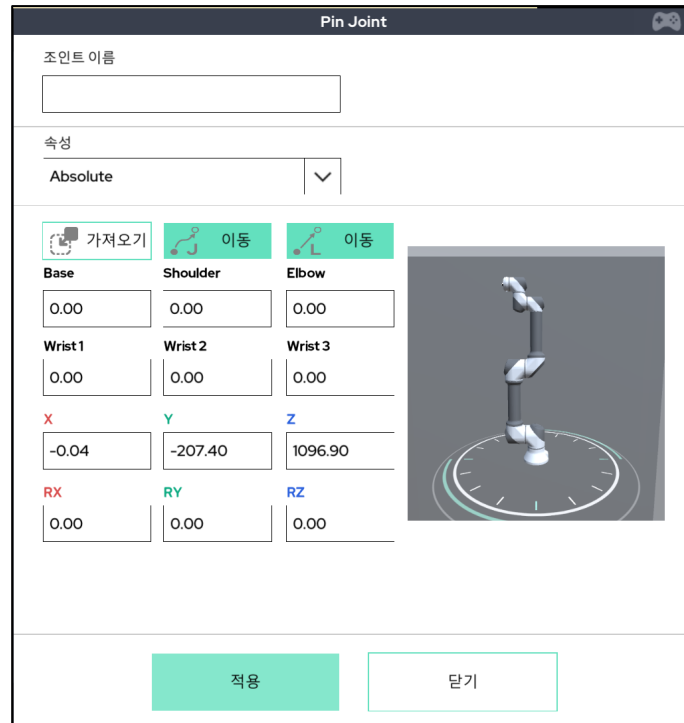 Pin Joint
조인트 이름
속성
Absolute
가져오기
J 이동
L 이동
Base Shoulder Elbow
0.00 0.00 0.00
Wrist 1 Wrist 2 Wrist 3
0.00 0.00 0.00
X Y Z
-0.04 -207.40 1096.90
RX RY RZ
0.00 0.00 0.00
적용 닫기